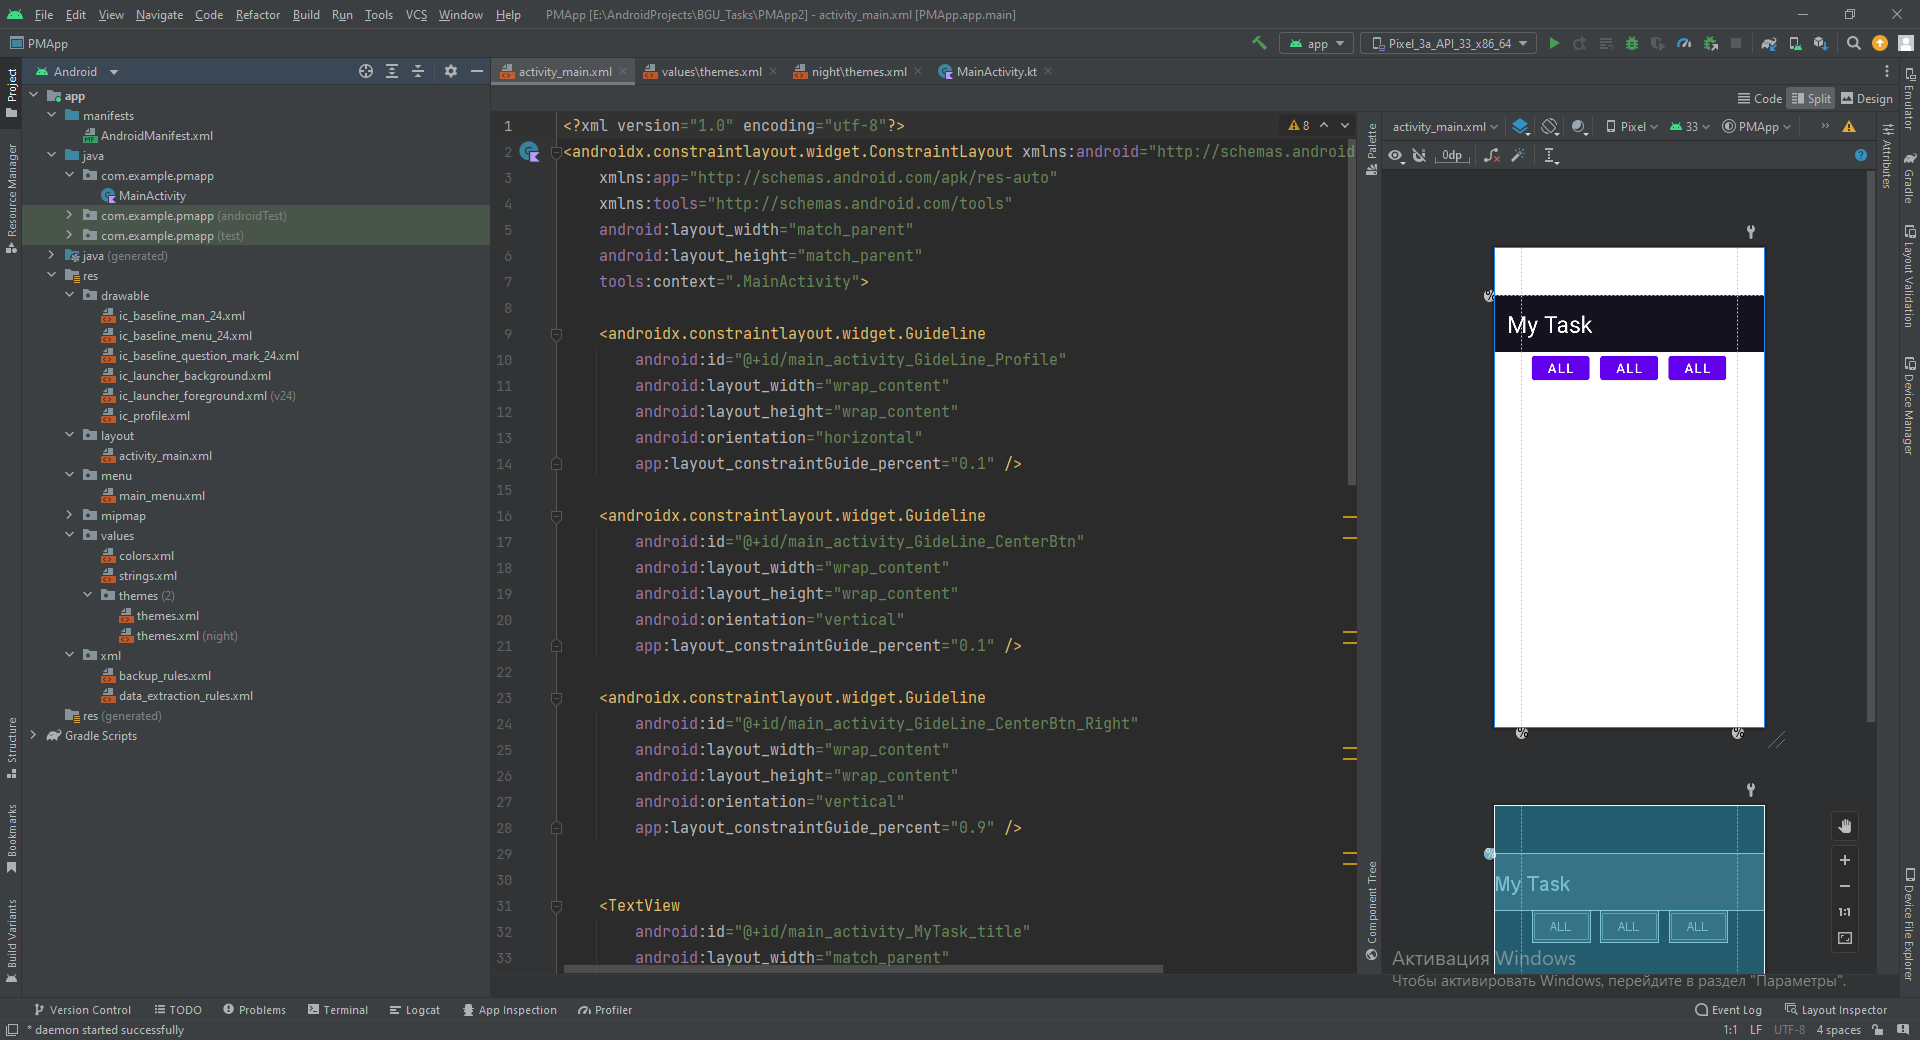 File Edit View Navigate Code Refactor Build Run Tools VCS Window Help PMApp [E:\AndroidProjects\BGU_Tasks\PMApp2] - activity_main.xml [PMApp.app.main]
PMApp app Pixel_3a_API_33_x86_64
Android
activity_main.xml values\themes.xml night\themes.xml MainActivity.kt
Code Split Design
app
manifests
AndroidManifest.xml
java
com.example.pmapp
MainActivity
com.example.pmapp (androidTest)
com.example.pmapp (test)
java (generated)
res
drawable
ic_baseline_man_24.xml
ic_baseline_menu_24.xml
ic_baseline_question_mark_24.xml
ic_launcher_background.xml
ic_launcher_foreground.xml (v24)
ic_profile.xml
layout
activity_main.xml
menu
main_menu.xml
mipmap
values
colors.xml
strings.xml
themes (2)
themes.xml
themes.xml (night)
xml
backup_rules.xml
data_extraction_rules.xml
res (generated)
Gradle Scripts
Project
Resource Manager
Structure
Bookmarks
Build Variants
8
1 <?xml version="1.0" encoding="utf-8"?>
2 <androidx.constraintlayout.widget.ConstraintLayout xmlns:android="http://schemas.android
3 xmlns:app="http://schemas.android.com/apk/res-auto"
4 xmlns:tools="http://schemas.android.com/tools"
5 android:layout_width="match_parent"
6 android:layout_height="match_parent"
7 tools:context=".MainActivity">
8
9 <androidx.constraintlayout.widget.Guideline
10 android:id="@+id/main_activity_GideLine_Profile"
11 android:layout_width="wrap_content"
12 android:layout_height="wrap_content"
13 android:orientation="horizontal"
14 app:layout_constraintGuide_percent="0.1" />
15
16 <androidx.constraintlayout.widget.Guideline
17 android:id="@+id/main_activity_GideLine_CenterBtn"
18 android:layout_width="wrap_content"
19 android:layout_height="wrap_content"
20 android:orientation="vertical"
21 app:layout_constraintGuide_percent="0.1" />
22
23 <androidx.constraintlayout.widget.Guideline
24 android:id="@+id/main_activity_GideLine_CenterBtn_Right"
25 android:layout_width="wrap_content"
26 android:layout_height="wrap_content"
27 android:orientation="vertical"
28 app:layout_constraintGuide_percent="0.9" />
29
30
31 <TextView
32 android:id="@+id/main_activity_MyTask_title"
33 android:layout_width="match_parent"
Palette
Component Tree
activity_main.xml Pixel 33 PMApp
0dp
My Task
ALL ALL ALL
My Task
ALL ALL ALL
1:1
Активация Windows
Чтобы активировать Windows, перейдите в раздел "Параметры".
Attributes
Emulator
Gradle
Layout Validation
Device Manager
Device File Explorer
Version Control TODO Problems Terminal Logcat App Inspection Profiler Event Log Layout Inspector
* daemon started successfully 1:1 LF UTF-8 4 spaces